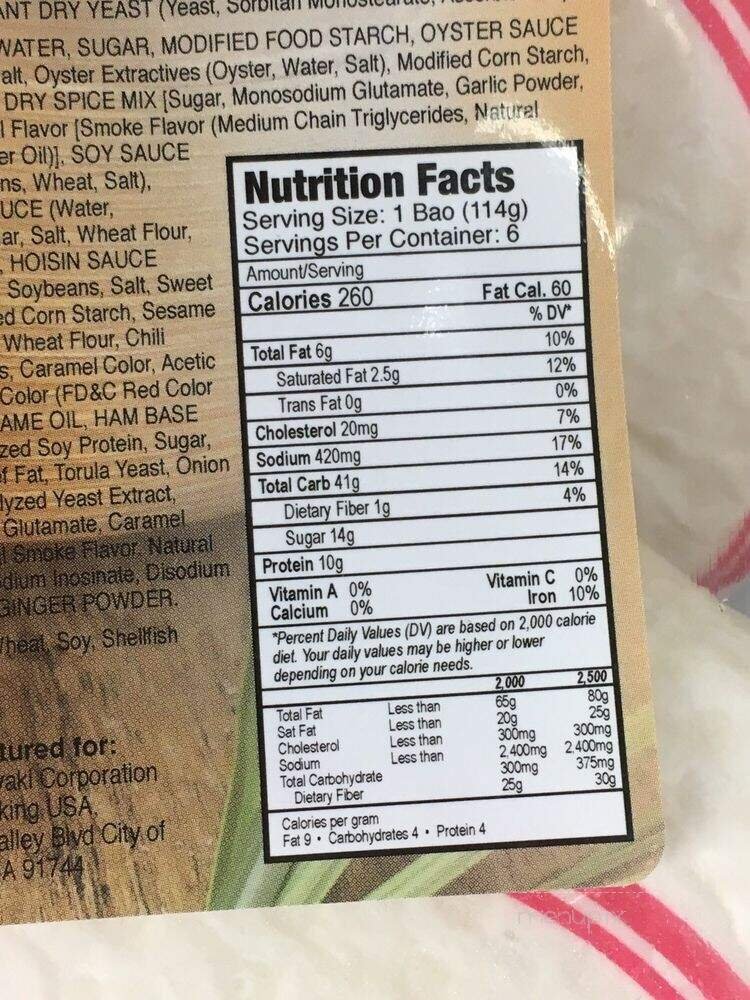 ANT DRY YEAST (Yeast, Sorbitan
WATER, SUGAR, MODIFIED FOOD STARCH, OYSTER SAUCE
alt, Oyster Extractives (Oyster, Water, Salt), Modified Corn Starch,
DRY SPICE MIX [Sugar, Monosodium Glutamate, Garlic Powder,
l Flavor [Smoke Flavor (Medium Chain Triglycerides, Natural
er Oil)], SOY SAUCE
ns, Wheat, Salt),
UCE (Water,
ar, Salt, Wheat Flour,
, HOISIN SAUCE
Soybeans, Salt, Sweet
ed Corn Starch, Sesame
Wheat Flour, Chili
s, Caramel Color, Acetic
Color (FD&C Red Color
AME OIL, HAM BASE
zed Soy Protein, Sugar,
of Fat, Torula Yeast, Onion
lyzed Yeast Extract,
Glutamate, Caramel
l Smoke Flavor, Natural
dium Inosinate, Disodium
GINGER POWDER.
heat, Soy, Shellfish
tured for:
yaki Corporation
king USA.
alley Blvd City of
A 91744
Nutrition Facts
Serving Size: 1 Bao (114g)
Servings Per Container: 6
Amount/Serving
Calories 260 Fat Cal. 60
% DV*
Total Fat 6g 10%
Saturated Fat 2.5g 12%
Trans Fat 0g 0%
Cholesterol 20mg 7%
Sodium 420mg 17%
Total Carb 41g 14%
Dietary Fiber 1g 4%
Sugar 14g
Protein 10g
Vitamin A 0% Vitamin C 0%
Calcium 0% Iron 10%
*Percent Daily Values (DV) are based on 2,000 calorie
diet. Your daily values may be higher or lower
depending on your calorie needs.
2,000 2,500
Total Fat Less than 65g 80g
Sat Fat Less than 20g 25g
Cholesterol Less than 300mg 300mg
Sodium Less than 2,400mg 2,400mg
Total Carbohydrate 300mg 375mg
Dietary Fiber 25g 30g
Calories per gram
Fat 9 • Carbohydrates 4 • Protein 4